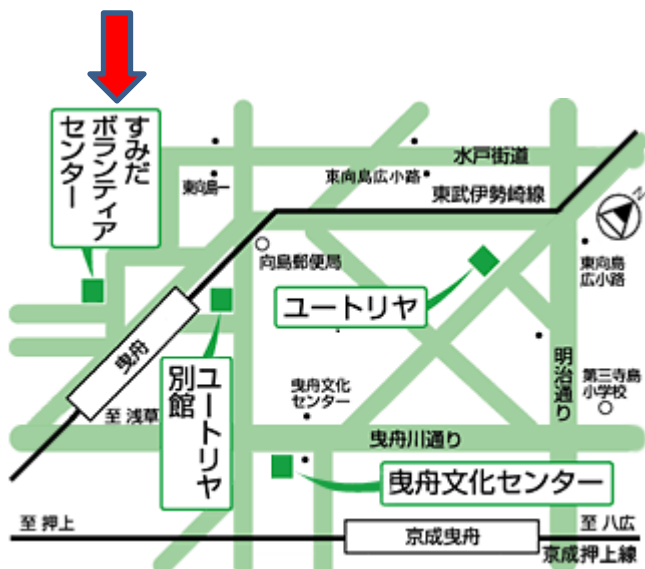 すみだ
ボランティア
センター
水戸街道
東向島一
東向島広小路
東武伊勢崎線
N
向島郵便局
東向島
広小路
ユートリヤ
曳舟
ユートリヤ
別館
明治通り
第三寺島
小学校
曳舟文化
センター
至 浅草
曳舟川通り
曳舟文化センター
至 押上
京成曳舟
至 八広
京成押上線